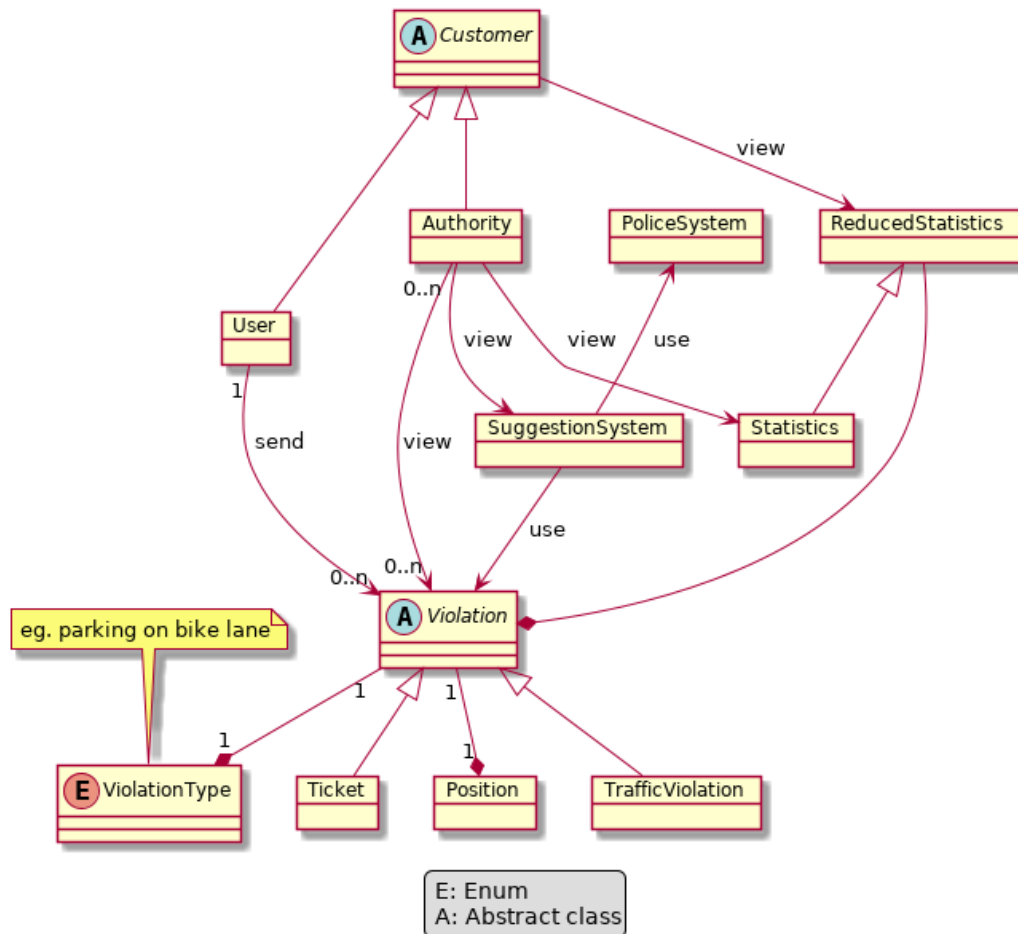 A Customer
view
Authority
PoliceSystem
ReducedStatistics
0..n
User
view
view
use
1
SuggestionSystem
Statistics
send
view
use
0..n
0..n
A Violation
eg. parking on bike lane
1
1
1
1
E ViolationType
Ticket
Position
TrafficViolation
E: Enum
A: Abstract class